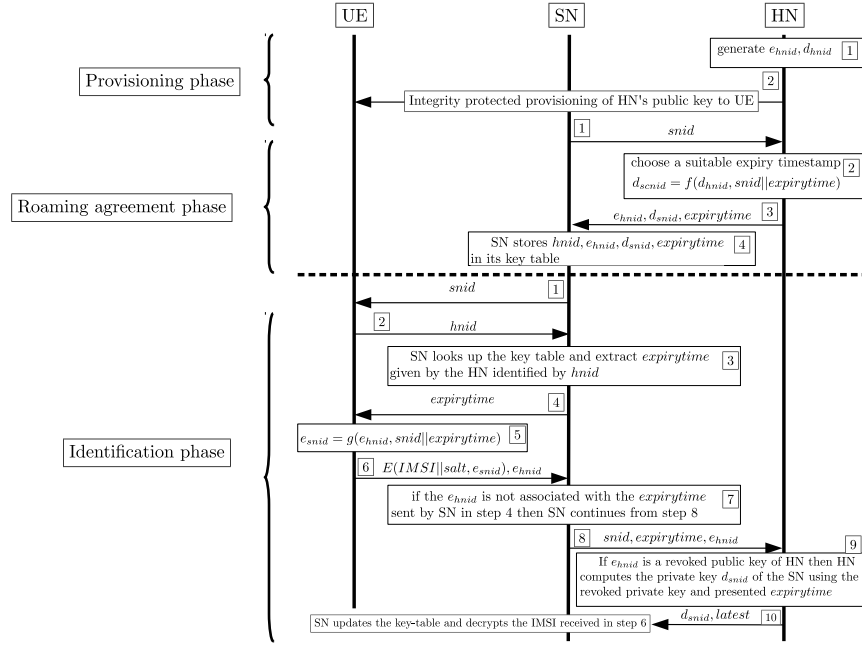 UE SN HN
generate e_hnid, d_hnid 1
Provisioning phase
2
Integrity protected provisioning of HN's public key to UE
1 snid
choose a suitable expiry timestamp 2
d_scnid = f(d_hnid, snid||expirytime)
Roaming agreement phase
e_hnid, d_snid, expirytime 3
SN stores hnid, e_hnid, d_snid, expirytime 4
in its key table
snid 1
2 hnid
SN looks up the key table and extract expirytime 3
given by the HN identified by hnid
expirytime 4
e_snid = g(e_hnid, snid||expirytime) 5
Identification phase
6 E(IMSI||salt, e_snid), e_hnid
if the e_hnid is not associated with the expirytime 7
sent by SN in step 4 then SN continues from step 8
8 snid, expirytime, e_hnid 9
If e_hnid is a revoked public key of HN then HN
computes the private key d_snid of the SN using the
revoked private key and presented expirytime
d_snid, latest 10
SN updates the key-table and decrypts the IMSI received in step 6